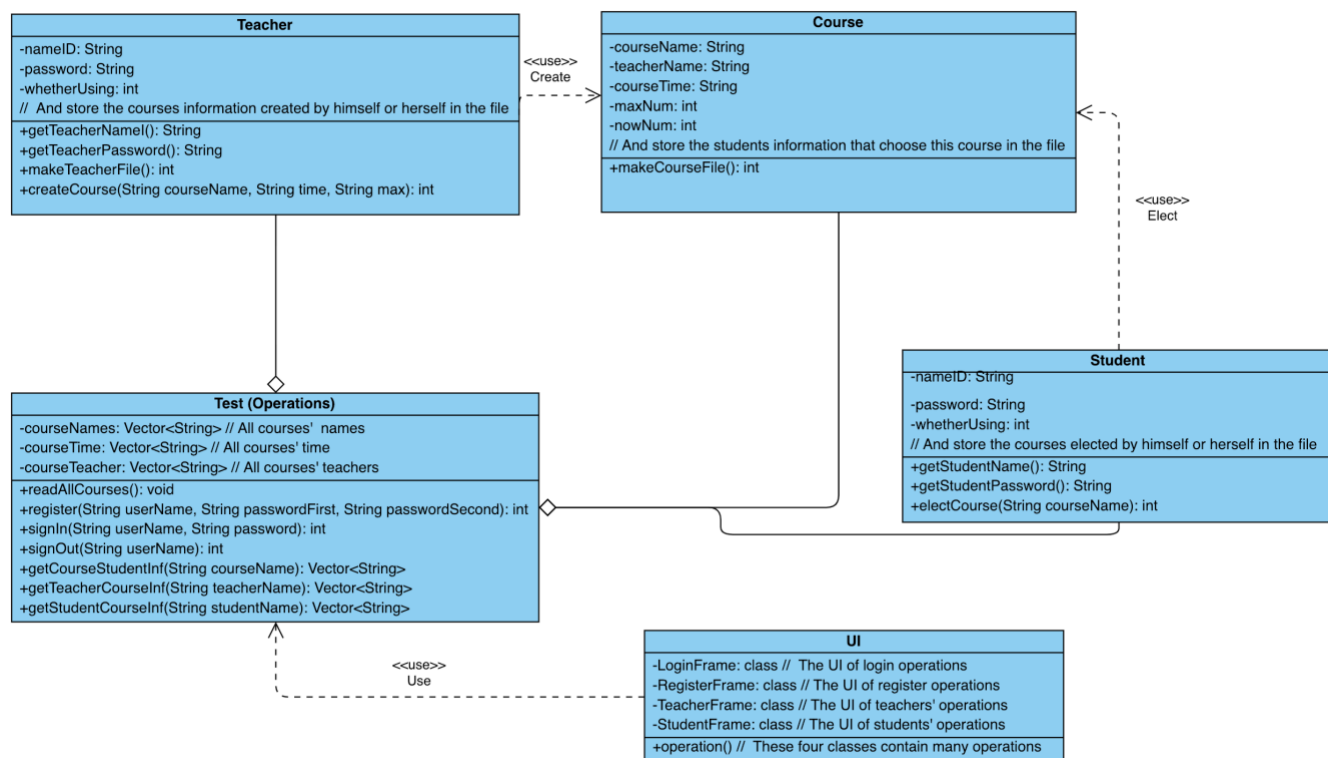 Teacher
-nameID: String
-password: String
-whetherUsing: int
// And store the courses information created by himself or herself in the file
+getTeacherNameI(): String
+getTeacherPassword(): String
+makeTeacherFile(): int
+createCourse(String courseName, String time, String max): int
<<use>>
Create
Course
-courseName: String
-teacherName: String
-courseTime: String
-maxNum: int
-nowNum: int
// And store the students information that choose this course in the file
+makeCourseFile(): int
<<use>>
Elect
Student
-nameID: String
-password: String
-whetherUsing: int
// And store the courses elected by himself or herself in the file
+getStudentName(): String
+getStudentPassword(): String
+electCourse(String courseName): int
Test (Operations)
-courseNames: Vector<String> // All courses' names
-courseTime: Vector<String> // All courses' time
-courseTeacher: Vector<String> // All courses' teachers
+readAllCourses(): void
+register(String userName, String passwordFirst, String passwordSecond): int
+signIn(String userName, String password): int
+signOut(String userName): int
+getCourseStudentInf(String courseName): Vector<String>
+getTeacherCourseInf(String teacherName): Vector<String>
+getStudentCourseInf(String studentName): Vector<String>
<<use>>
Use
UI
-LoginFrame: class // The UI of login operations
-RegisterFrame: class // The UI of register operations
-TeacherFrame: class // The UI of teachers' operations
-StudentFrame: class // The UI of students' operations
+operation() // These four classes contain many operations